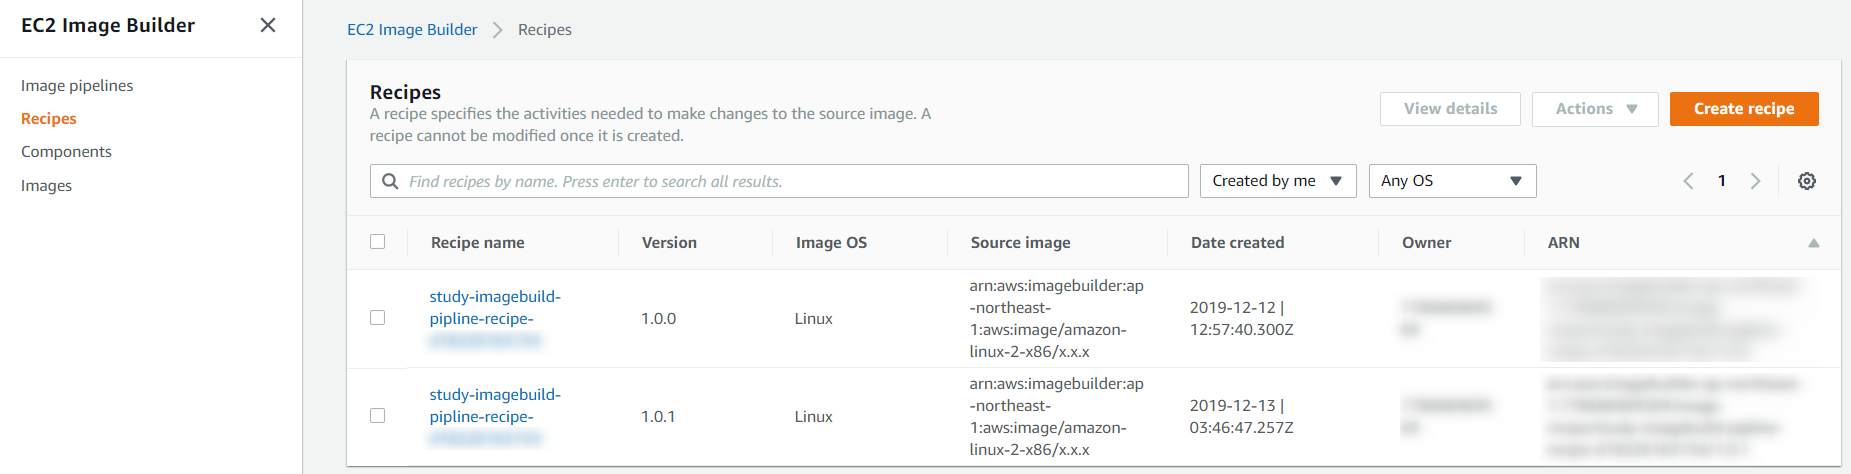 EC2 Image Builder
Image pipelines
Recipes
Components
Images
EC2 Image Builder
Recipes
Recipes
A recipe specifies the activities needed to make changes to the source image. A
recipe cannot be modified once it is created.
View details
Actions
Create recipe
Find recipes by name. Press enter to search all results.
Created by me
Any OS
1
Recipe name
Version
Image OS
Source image
Date created
Owner
ARN
study-imagebuild-
pipline-recipe-
1.0.0
Linux
arn:aws:imagebuilder:ap
-northeast-
1:aws:image/amazon-
linux-2-x86/x.x.x
2019-12-12 |
12:57:40.300Z
study-imagebuild-
pipline-recipe-
1.0.1
Linux
arn:aws:imagebuilder:ap
-northeast-
1:aws:image/amazon-
linux-2-x86/x.x.x
2019-12-13 |
03:46:47.257Z